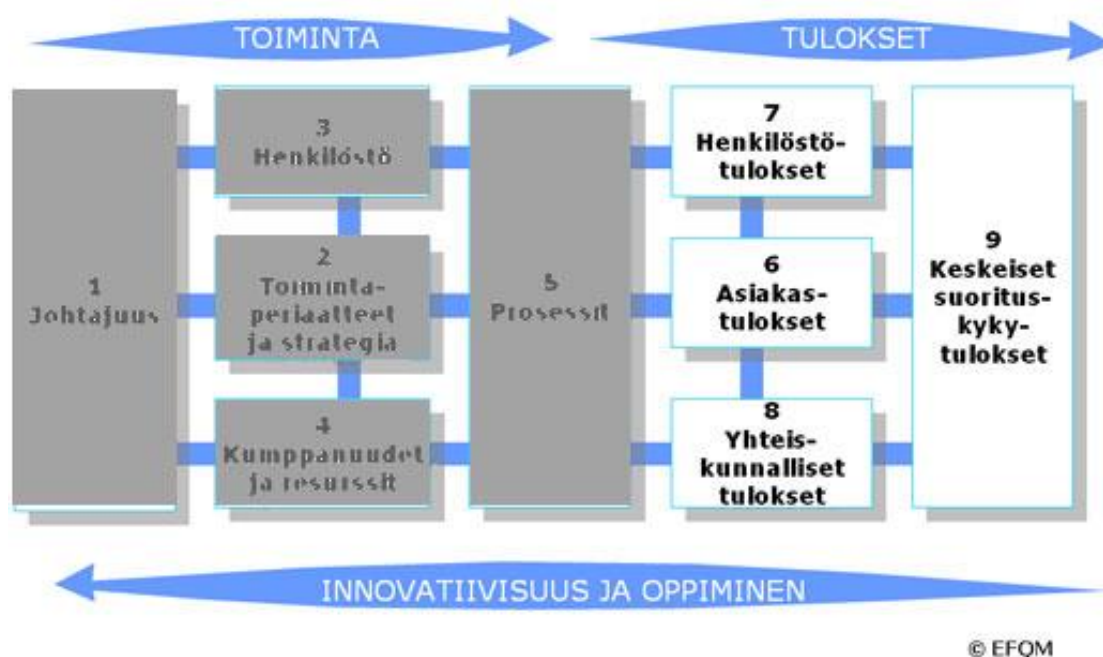 TOIMINTA
TULOKSET
1
Johtajuus
3
Henkilöstö
2
Toiminta-
periaatteet
ja strategia
4
Kumppanuudet
ja resurssit
5
Prosessit
7
Henkilöstö-
tulokset
6
Asiakas-
tulokset
8
Yhteis-
kunnalliset
tulokset
9
Keskeiset
suoritus-
kyky-
tulokset
INNOVATIIVISUUS JA OPPIMINEN
© EFQM